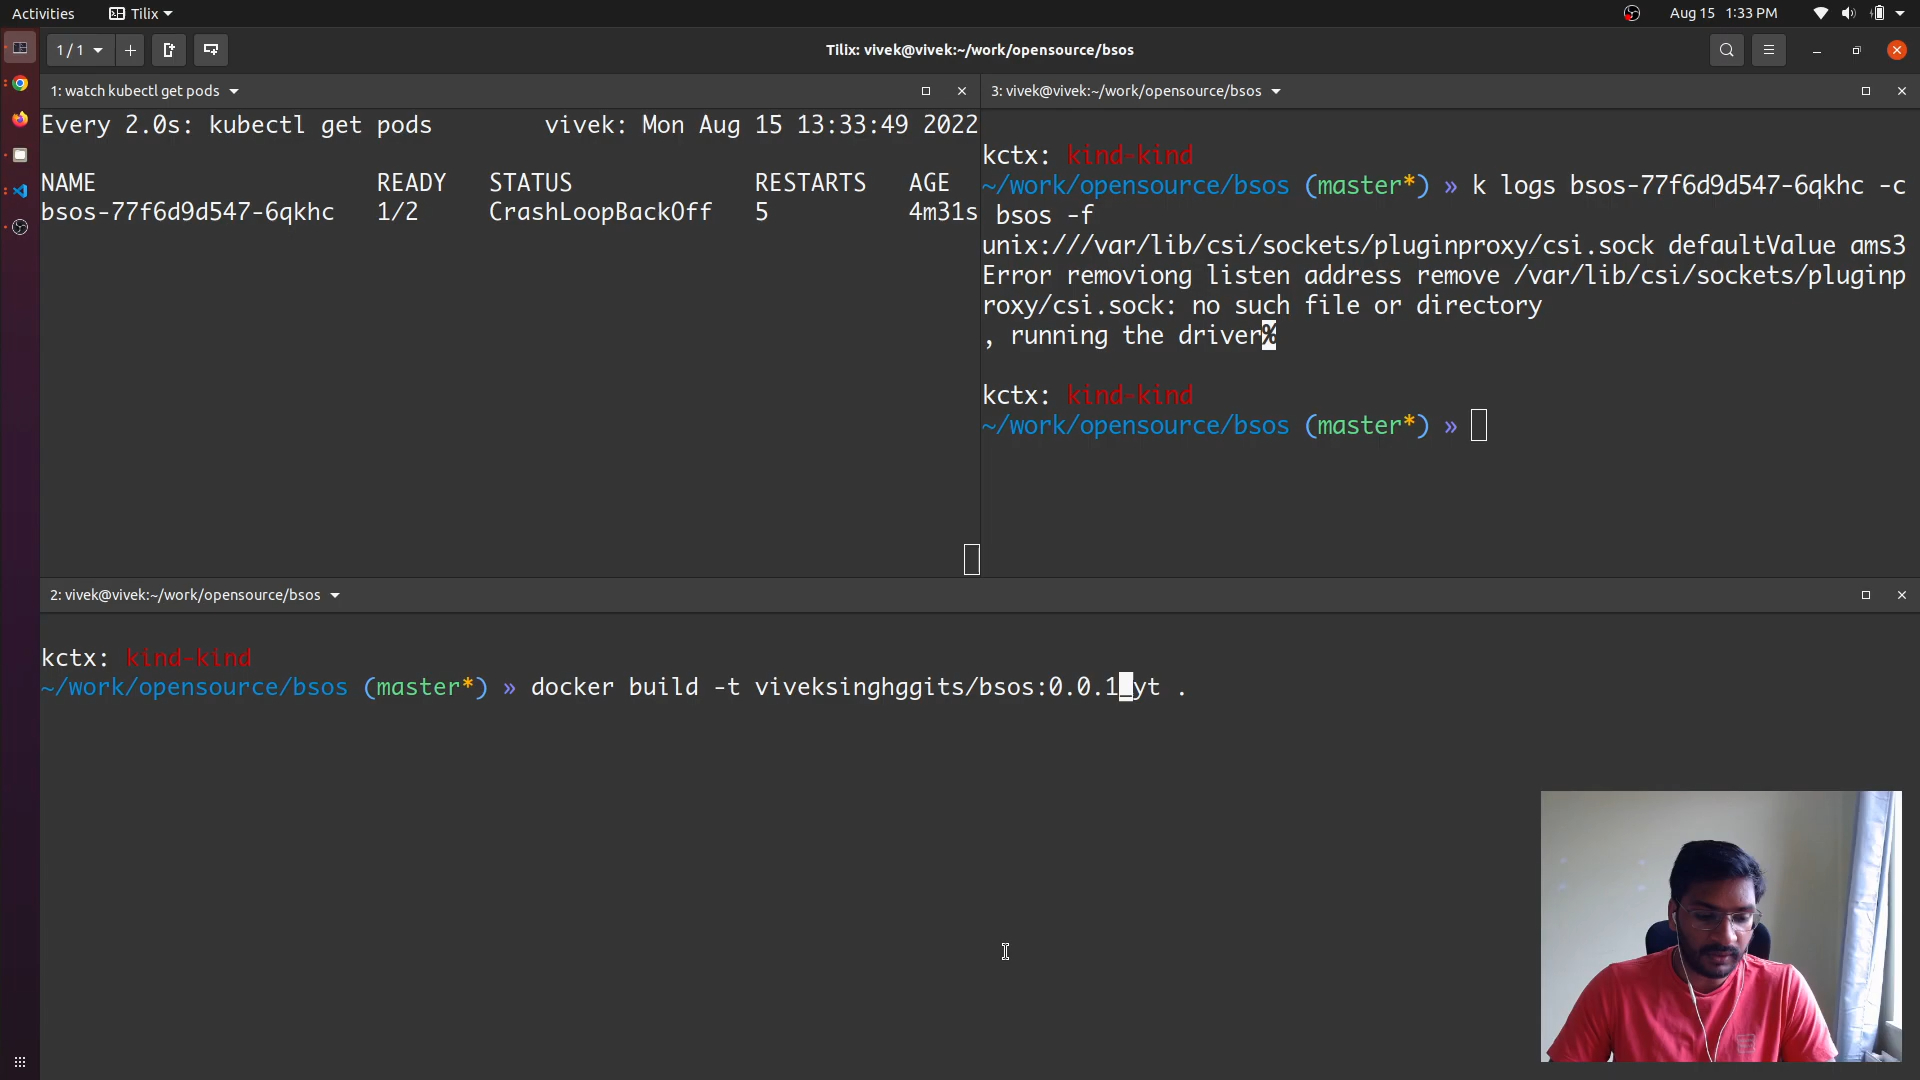 Activities
Tilix
Aug 15 1:33 PM
1 / 1
Tilix: vivek@vivek:~/work/opensource/bsos
1: watch kubectl get pods
Every 2.0s: kubectl get pods vivek: Mon Aug 15 13:33:49 2022
NAME READY STATUS RESTARTS AGE
bsos-77f6d9d547-6qkhc 1/2 CrashLoopBackOff 5 4m31s
3: vivek@vivek:~/work/opensource/bsos
kctx: kind-kind
~/work/opensource/bsos (master*) » k logs bsos-77f6d9d547-6qkhc -c
bsos -f
unix:///var/lib/csi/sockets/pluginproxy/csi.sock defaultValue ams3
Error removiong listen address remove /var/lib/csi/sockets/pluginp
roxy/csi.sock: no such file or directory
, running the driver%
kctx: kind-kind
~/work/opensource/bsos (master*) »
2: vivek@vivek:~/work/opensource/bsos
kctx: kind-kind
~/work/opensource/bsos (master*) » docker build -t viveksinghggits/bsos:0.0.1_yt .